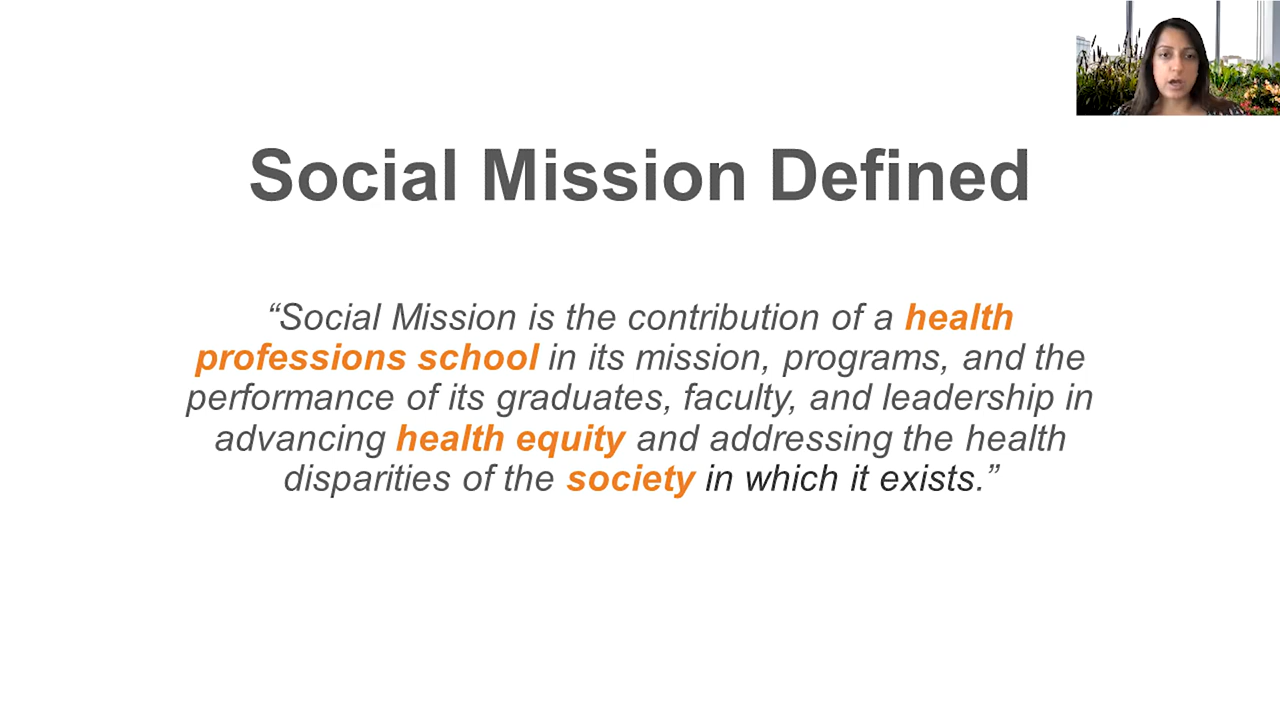 Social Mission Defined
“Social Mission is the contribution of a health
professions school in its mission, programs, and the
performance of its graduates, faculty, and leadership in
advancing health equity and addressing the health
disparities of the society in which it exists.”